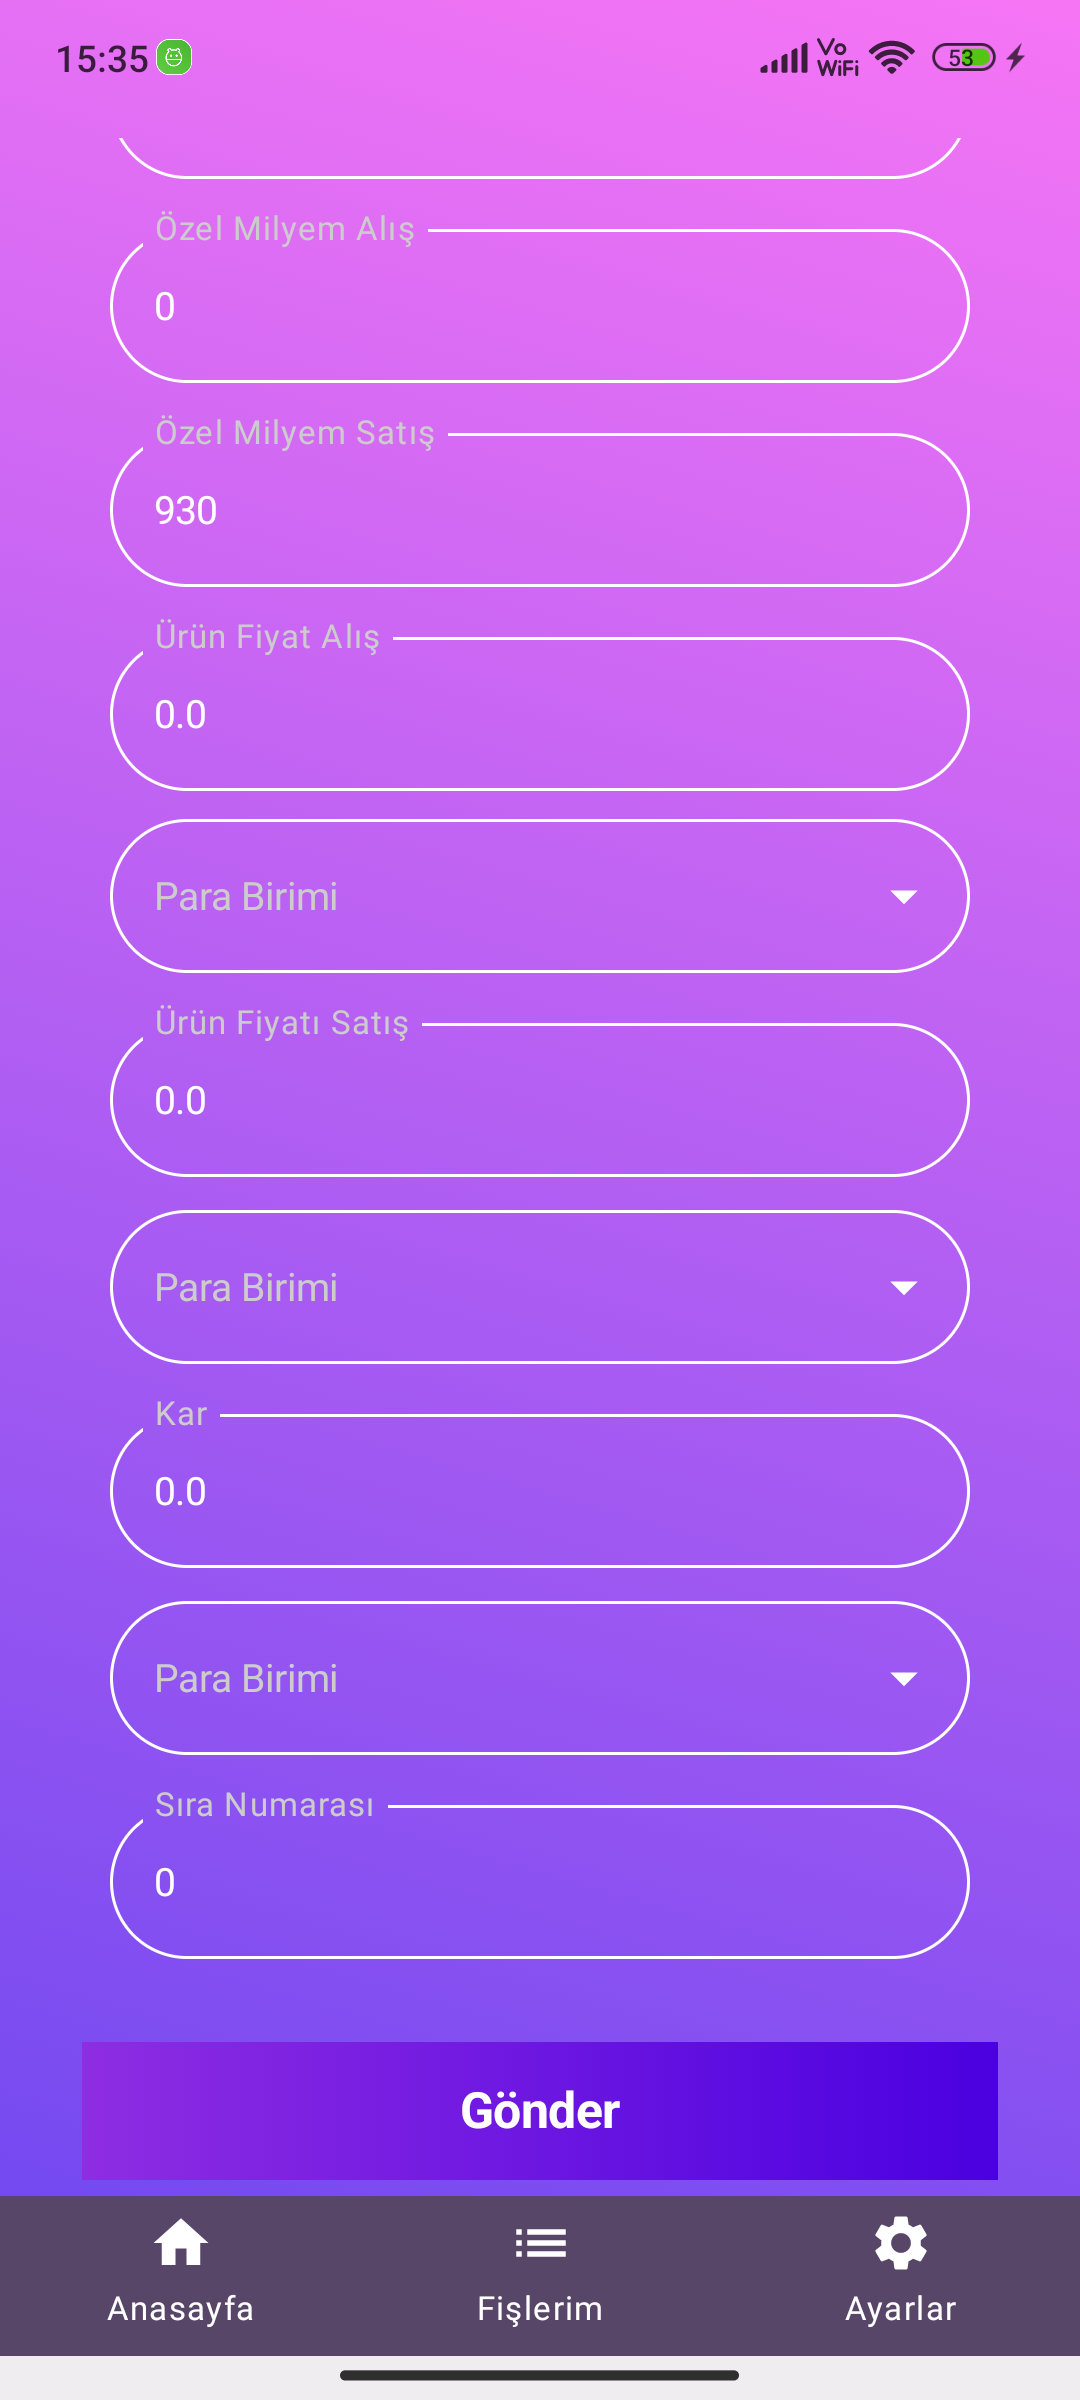 15:35
Vo
WiFi
53
Özel Milyem Alış
0
Özel Milyem Satış
930
Ürün Fiyat Alış
0.0
Para Birimi
Ürün Fiyatı Satış
0.0
Para Birimi
Kar
0.0
Para Birimi
Sıra Numarası
0
Gönder
Anasayfa
Fişlerim
Ayarlar